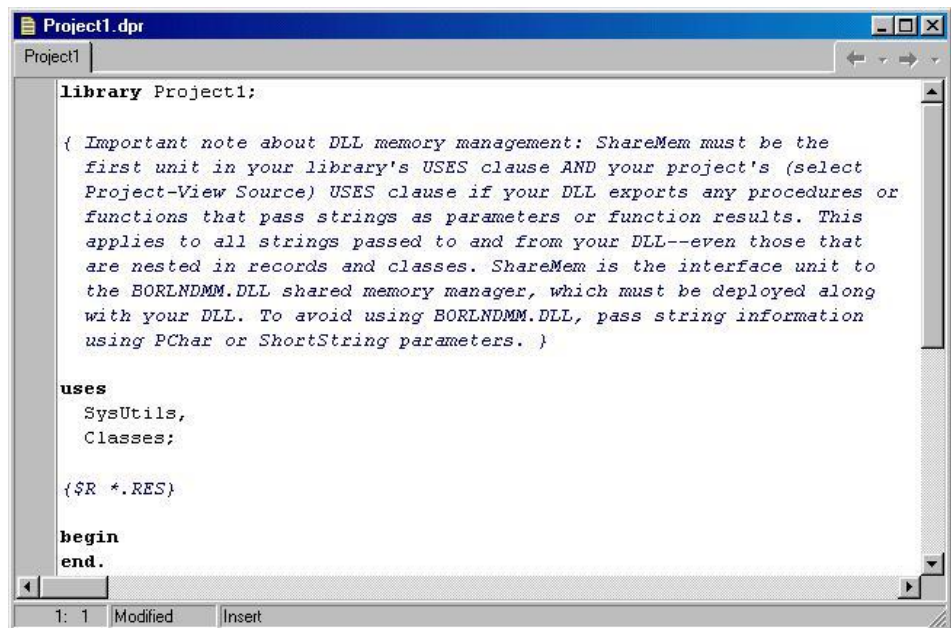 Project1.dpr
Project1
library Project1;
{ Important note about DLL memory management: ShareMem must be the
first unit in your library's USES clause AND your project's (select
Project-View Source) USES clause if your DLL exports any procedures or
functions that pass strings as parameters or function results. This
applies to all strings passed to and from your DLL--even those that
are nested in records and classes. ShareMem is the interface unit to
the BORLNDMM.DLL shared memory manager, which must be deployed along
with your DLL. To avoid using BORLNDMM.DLL, pass string information
using PChar or ShortString parameters. }
uses
SysUtils,
Classes;
{$R *.RES}
begin
end.
1: 1 Modified Insert